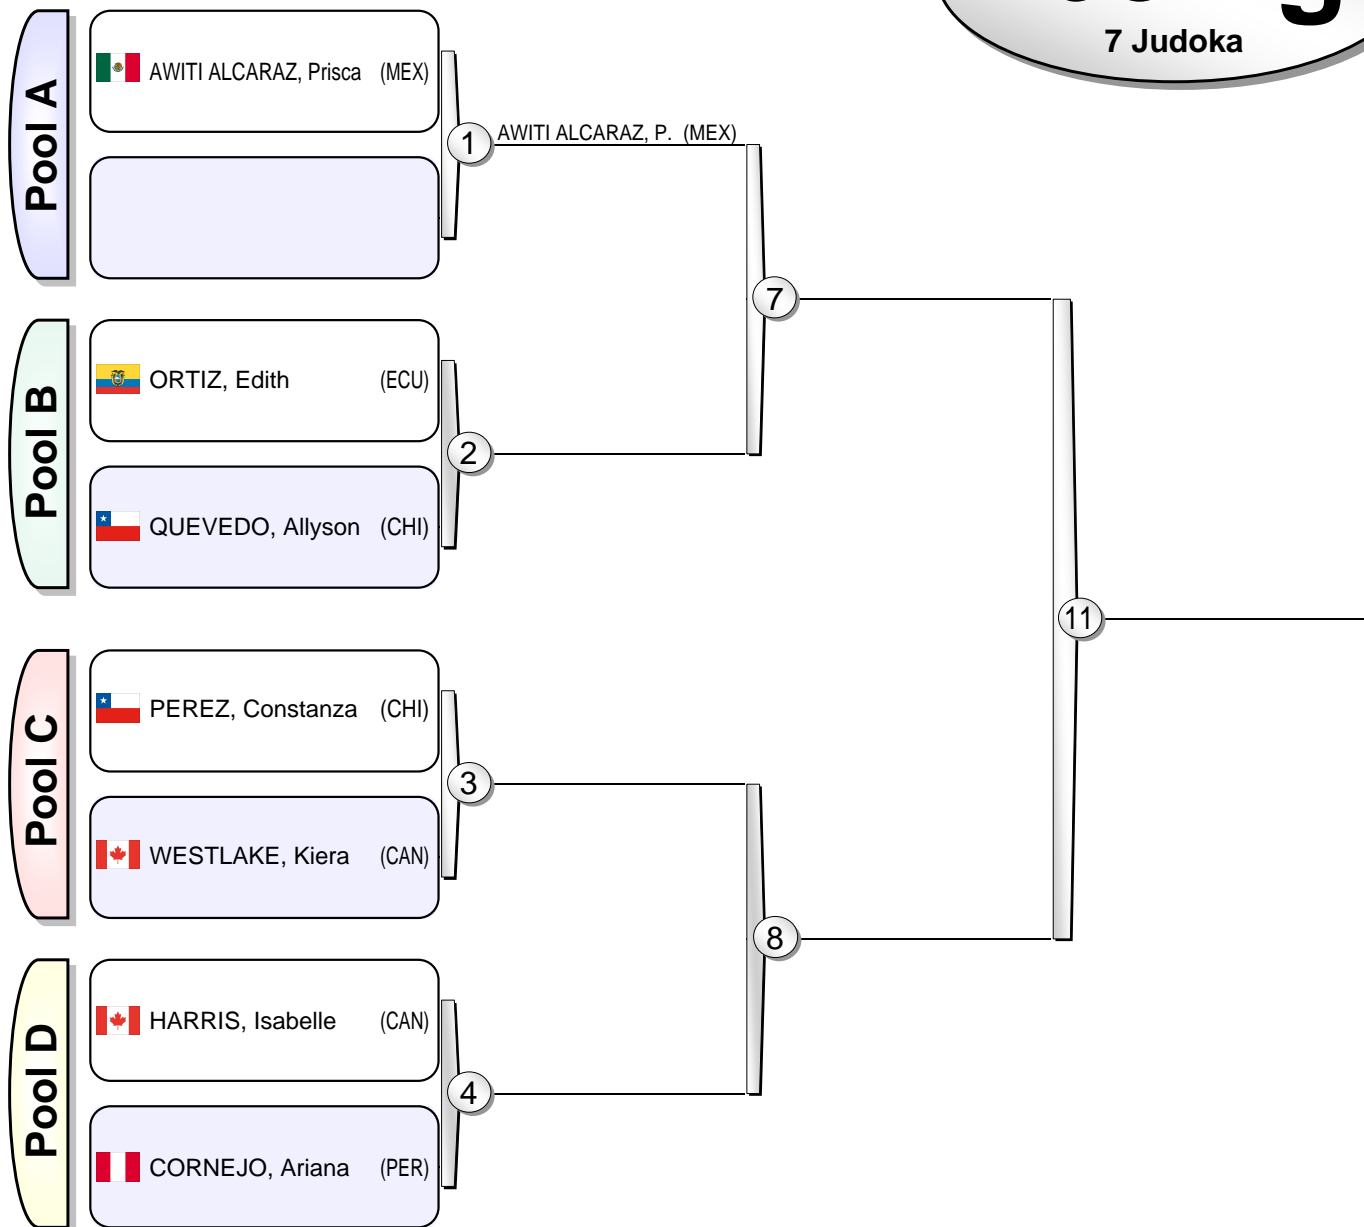 7 Judoka
Pool A
AWITI ALCARAZ, Prisca (MEX)
1
AWITI ALCARAZ, P. (MEX)
7
Pool B
ORTIZ, Edith (ECU)
2
QUEVEDO, Allyson (CHI)
11
Pool C
PEREZ, Constanza (CHI)
3
WESTLAKE, Kiera (CAN)
8
Pool D
HARRIS, Isabelle (CAN)
4
CORNEJO, Ariana (PER)